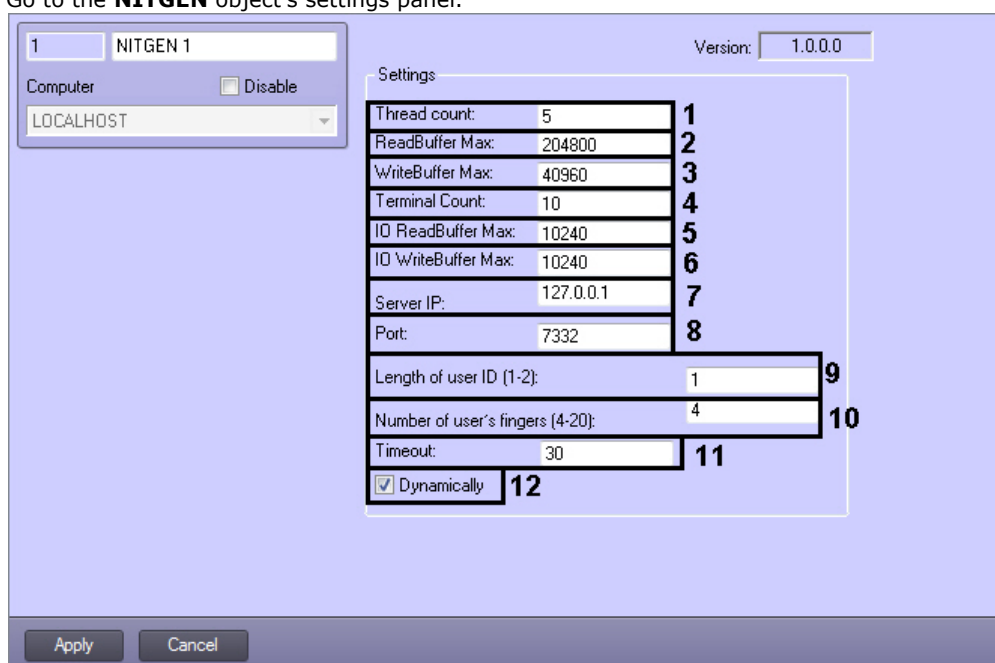 Go to the NITGEN object's settings panel.
1 NITGEN 1 Version: 1.0.0.0
Computer Disable
LOCALHOST
Settings
Thread count: 5 1
ReadBuffer Max: 204800 2
WriteBuffer Max: 40960 3
Terminal Count: 10 4
IO ReadBuffer Max: 10240 5
IO WriteBuffer Max: 10240 6
Server IP: 127.0.0.1 7
Port: 7332 8
Length of user ID (1-2): 1 9
Number of user's fingers (4-20): 4 10
Timeout: 30 11
Dynamically 12
Apply Cancel